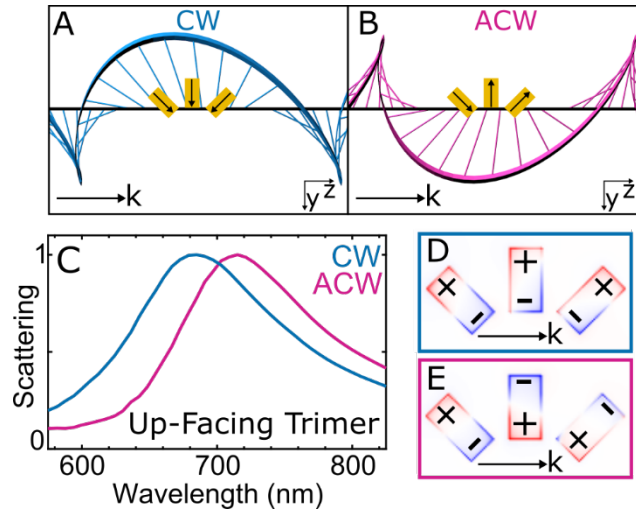 A CW
B ACW
k
y z
k
y z
C
CW
ACW
1
0
Scattering
Up-Facing Trimer
600 700 800
Wavelength (nm)
D
+ + +
- - -
k
E
+ - -
- + +
k